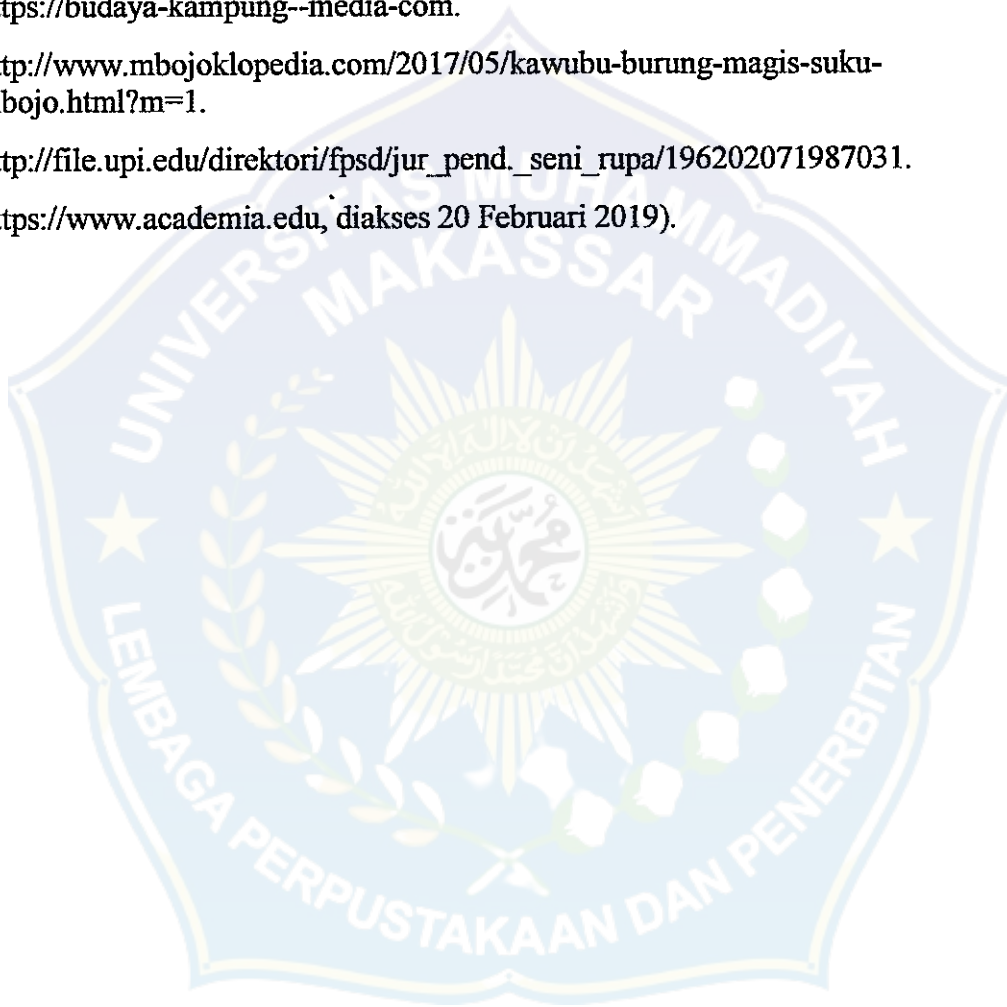 tps://budaya-kampung--media-com.
tp://www.mbojoklopedia.com/2017/05/kawubu-burung-magis-suku-
bojo.html?m=1.
tp://file.upi.edu/direktori/fpsd/jur_pend._seni_rupa/196202071987031.
tps://www.academia.edu, diakses 20 Februari 2019).
UNIVERSITAS MUHAMMADIYAH
MAKASSAR
LEMBAGA PERPUSTAKAAN DAN PENERBITAN